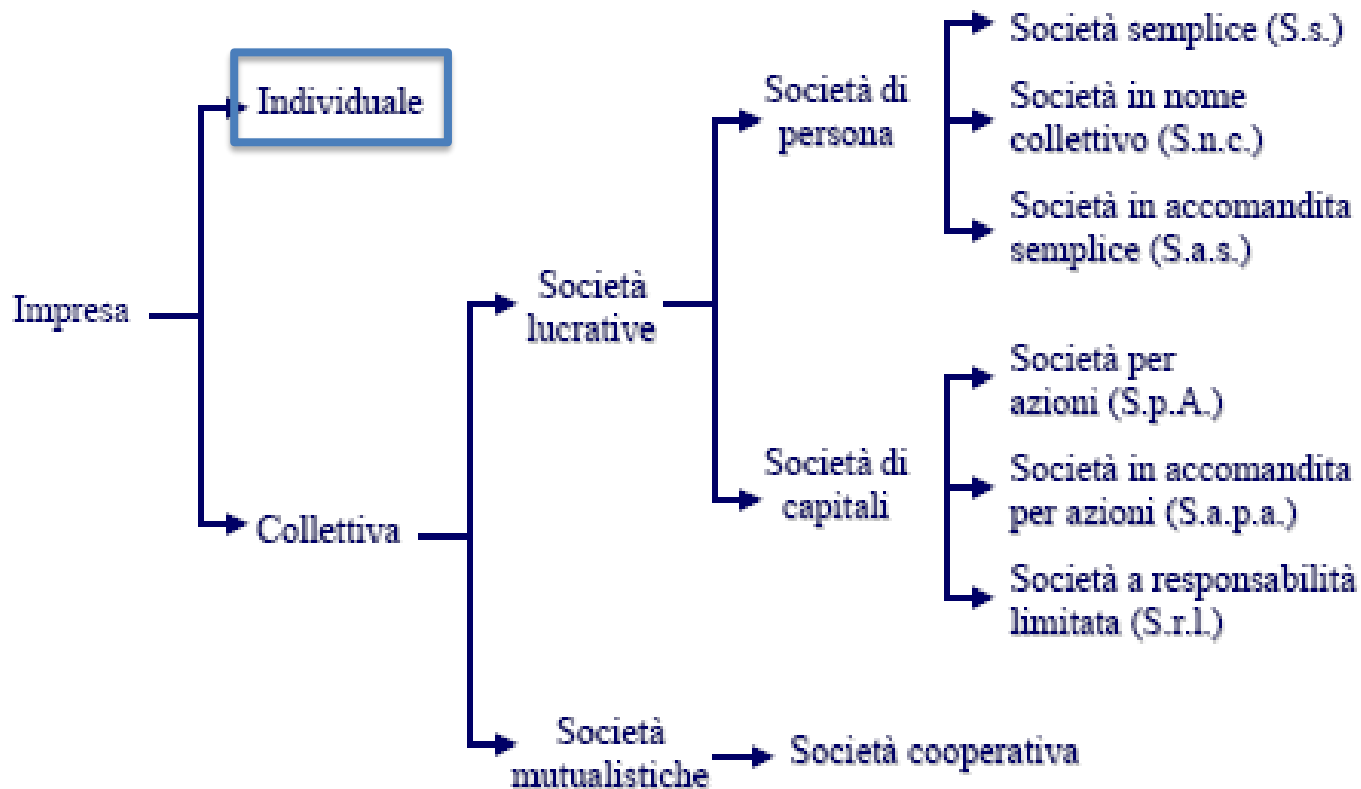 Impresa
Individuale
Collettiva
Società
lucrative
Società
mutualistiche
Società di
persona
Società di
capitali
Società semplice (S.s.)
Società in nome
collettivo (S.n.c.)
Società in accomandita
semplice (S.a.s.)
Società per
azioni (S.p.A.)
Società in accomandita
per azioni (S.a.p.a.)
Società a responsabilità
limitata (S.r.l.)
Società cooperativa